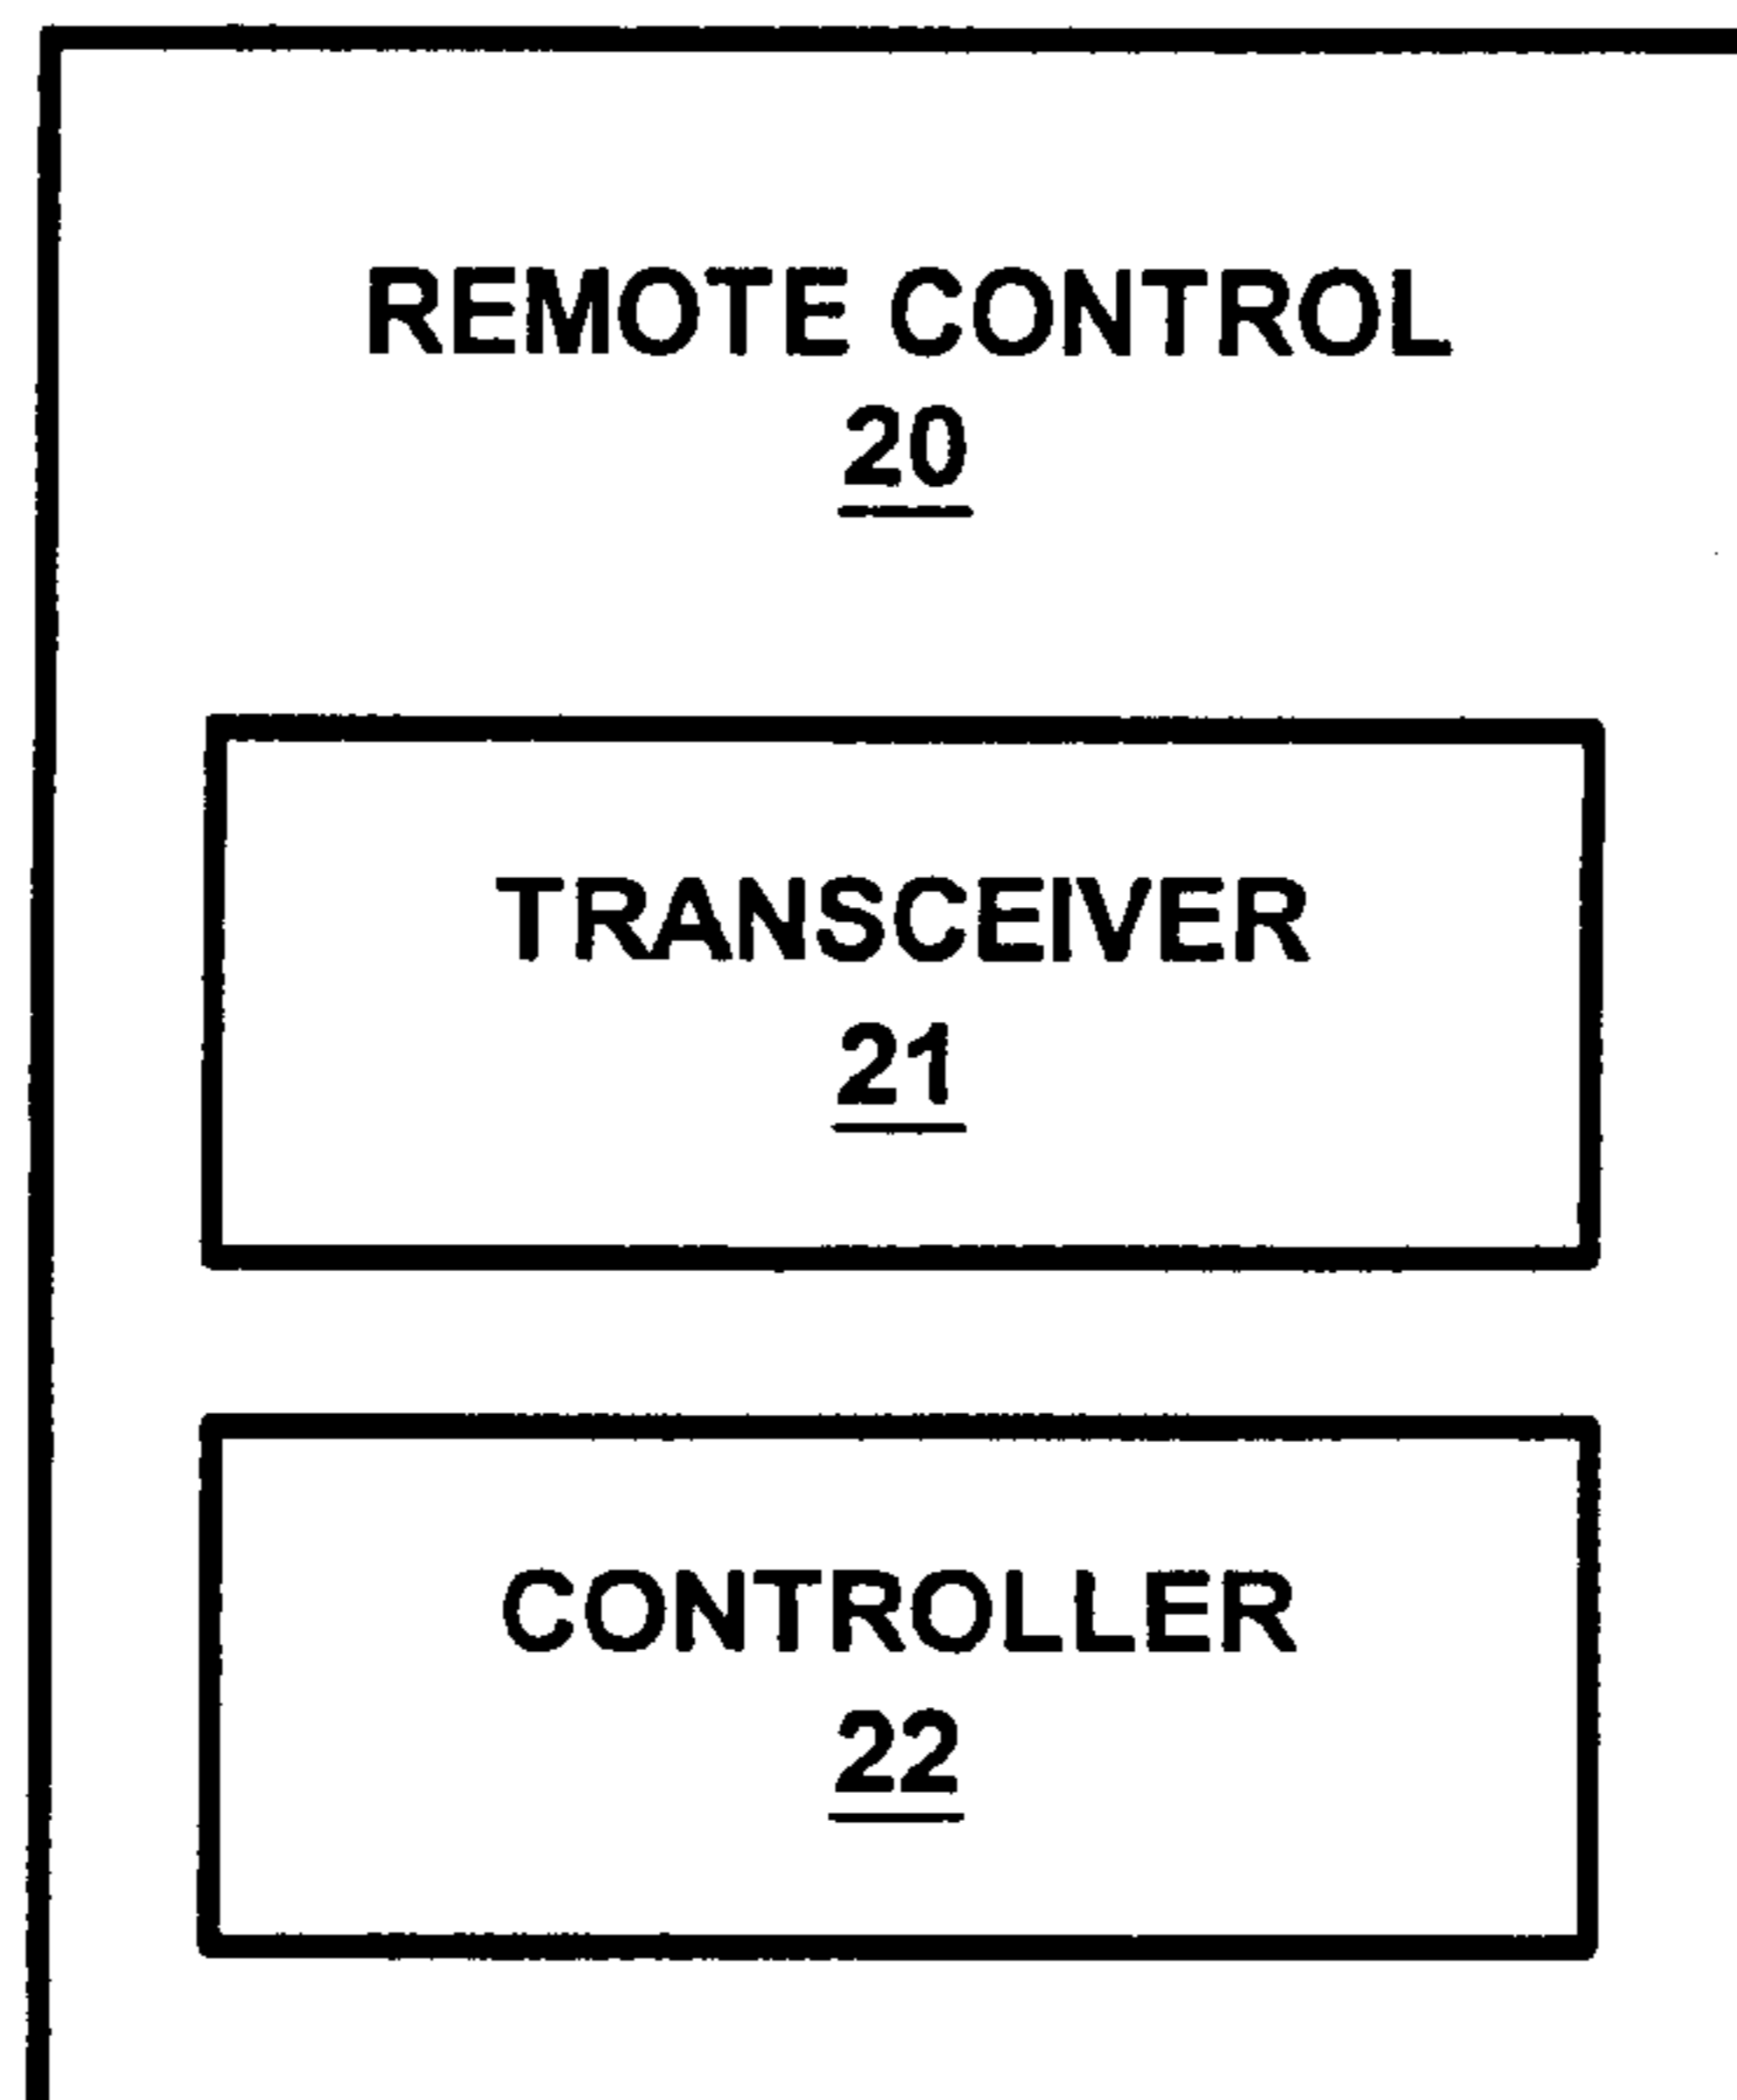 REMOTE CONTROL
20
TRANSCEIVER
21
CONTROLLER
22